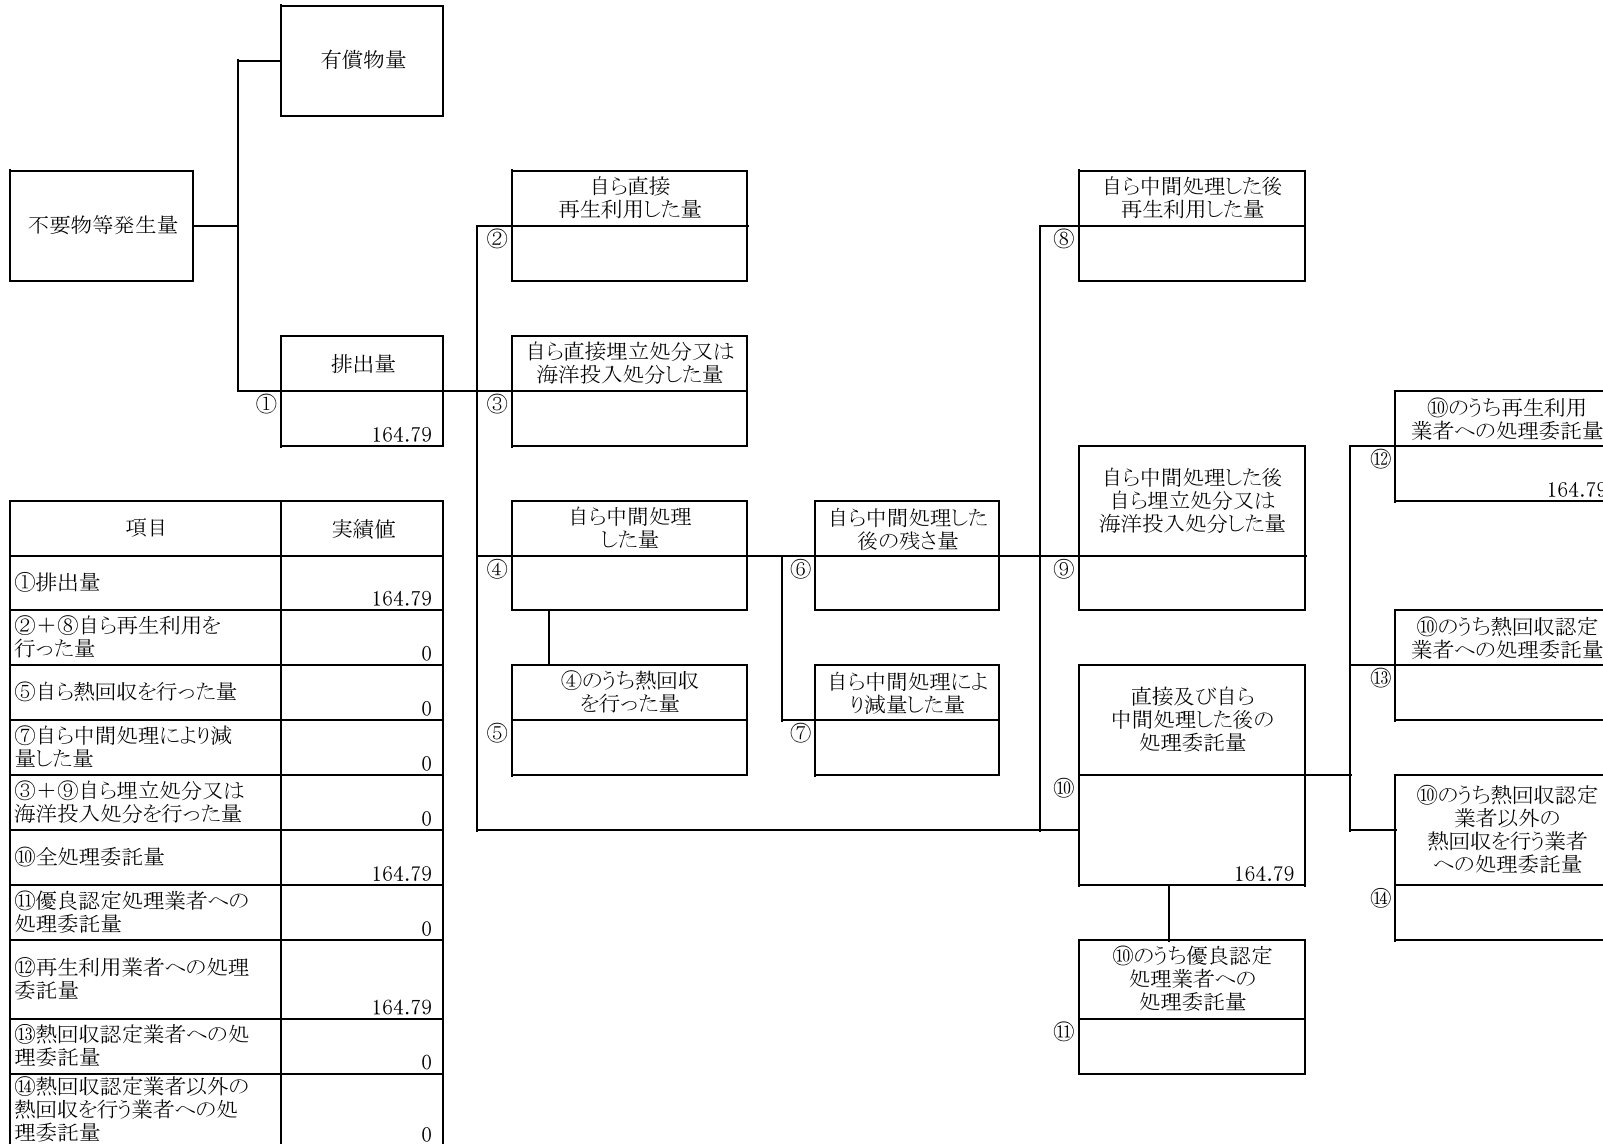 有償物量
不要物等発生量
自ら直接
再生利用した量
②
自ら中間処理した後
再生利用した量
⑧
排出量
①
164.79
自ら直接埋立処分又は
海洋投入処分した量
③
⑩のうち再生利用
業者への処理委託量
⑫
164.79
自ら中間処理した後
自ら埋立処分又は
海洋投入処分した量
⑨
自ら中間処理
した量
④
自ら中間処理した
後の残さ量
⑥
⑩のうち熱回収認定
業者への処理委託量
⑬
④のうち熱回収
を行った量
⑤
自ら中間処理によ
り減量した量
⑦
直接及び自ら
中間処理した後の
処理委託量
⑩
164.79
⑩のうち熱回収認定
業者以外の
熱回収を行う業者
への処理委託量
⑭
⑩のうち優良認定
処理業者への
処理委託量
⑪
項目 実績値
①排出量
164.79
②+⑧自ら再生利用を
行った量
0
⑤自ら熱回収を行った量
0
⑦自ら中間処理により減
量した量
0
③+⑨自ら埋立処分又は
海洋投入処分を行った量
0
⑩全処理委託量
164.79
⑪優良認定処理業者への
処理委託量
0
⑫再生利用業者への処理
委託量
164.79
⑬熱回収認定業者への処
理委託量
0
⑭熱回収認定業者以外の
熱回収を行う業者への処
理委託量
0